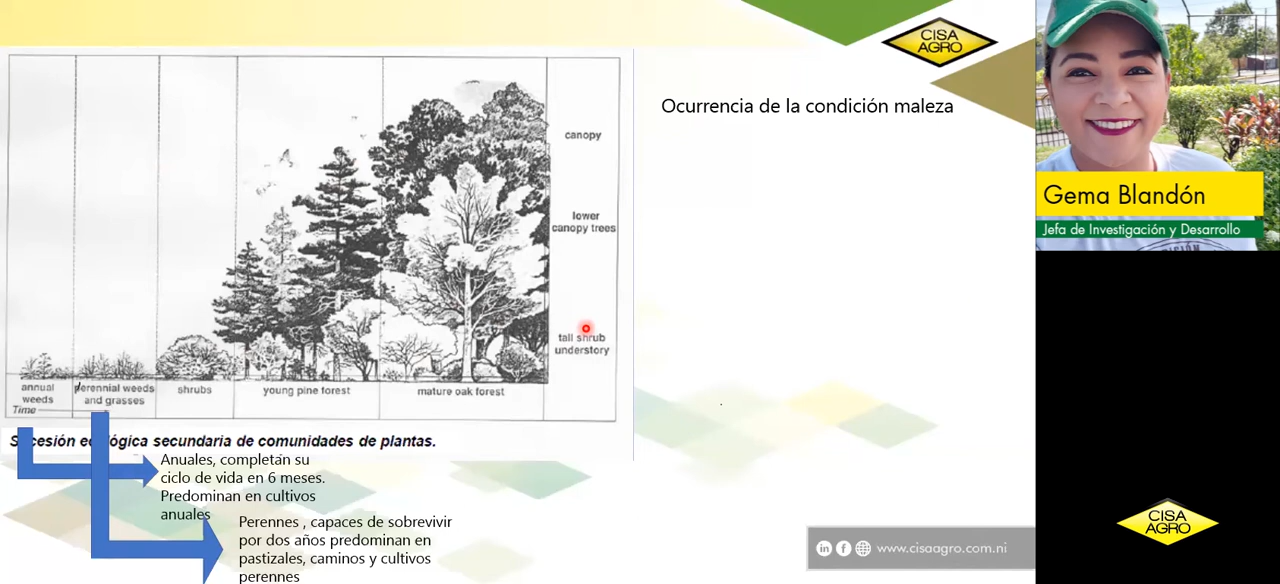 CISA
AGRO
Ocurrencia de la condición maleza
canopy
lower
canopy trees
tall shrub
understory
annual
weeds
perennial weeds
and grasses
shrubs
young pine forest
mature oak forest
Time
Sucesión ecológica secundaria de comunidades de plantas.
Anuales, completan su
ciclo de vida en 6 meses.
Predominan en cultivos
anuales
Perennes , capaces de sobrevivir
por dos años predominan en
pastizales, caminos y cultivos
perennes
www.cisaagro.com.ni
Gema Blandón
Jefa de Investigación y Desarrollo
CISA
AGRO